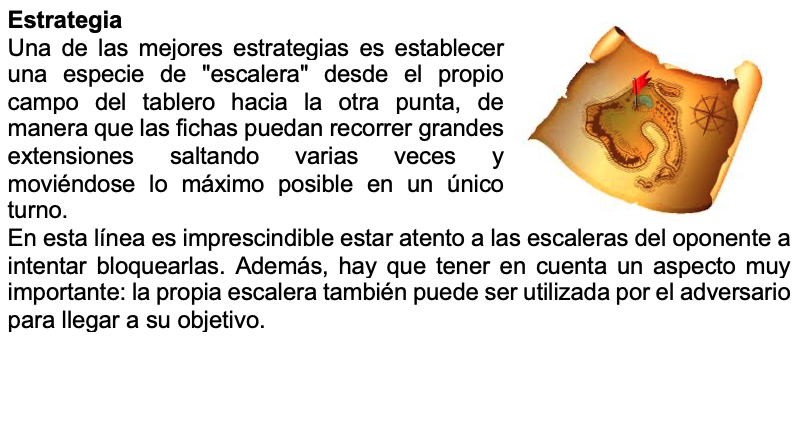 Estrategia
Una de las mejores estrategias es establecer
una especie de "escalera" desde el propio
campo del tablero hacia la otra punta, de
manera que las fichas puedan recorrer grandes
extensiones saltando varias veces y
moviéndose lo máximo posible en un único
turno.
En esta línea es imprescindible estar atento a las escaleras del oponente a
intentar bloquearlas. Además, hay que tener en cuenta un aspecto muy
importante: la propia escalera también puede ser utilizada por el adversario
para llegar a su objetivo.